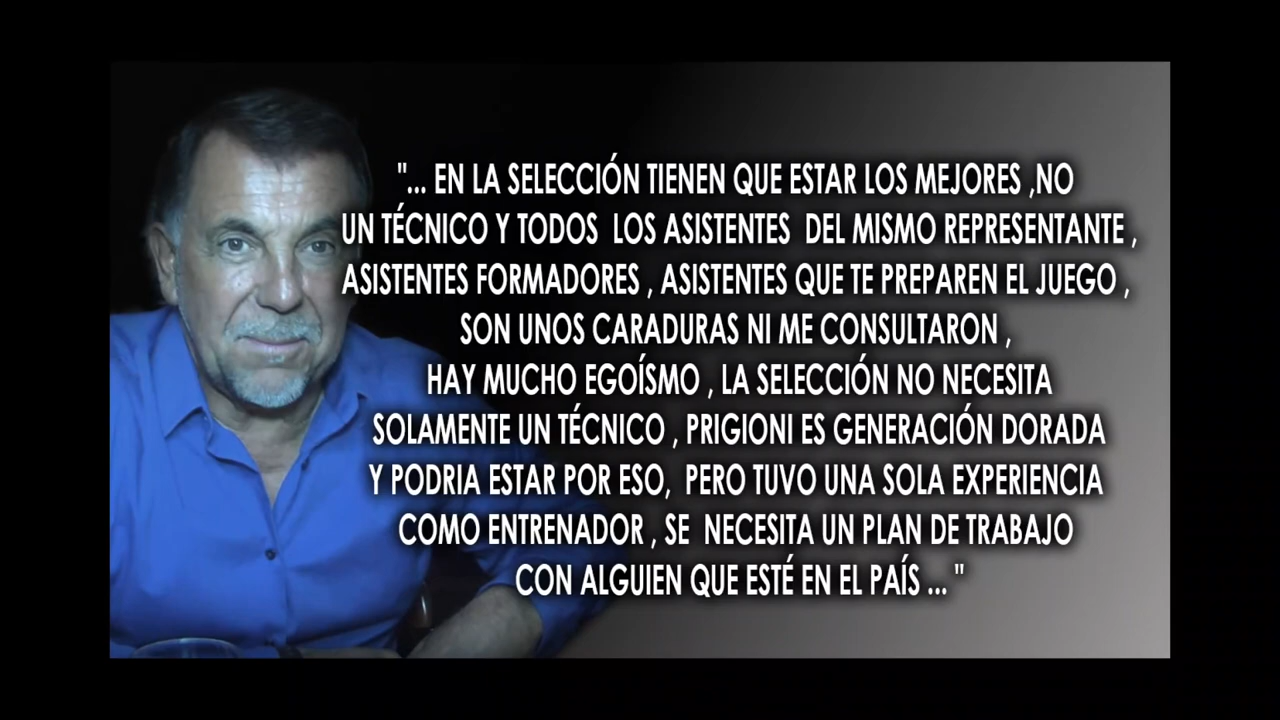 "... EN LA SELECCIÓN TIENEN QUE ESTAR LOS MEJORES ,NO
UN TÉCNICO Y TODOS LOS ASISTENTES DEL MISMO REPRESENTANTE ,
ASISTENTES FORMADORES , ASISTENTES QUE TE PREPAREN EL JUEGO ,
SON UNOS CARADURAS NI ME CONSULTARON ,
HAY MUCHO EGOÍSMO , LA SELECCIÓN NO NECESITA
SOLAMENTE UN TÉCNICO , PRIGIONI ES GENERACIÓN DORADA
Y PODRIA ESTAR POR ESO, PERO TUVO UNA SOLA EXPERIENCIA
COMO ENTRENADOR , SE NECESITA UN PLAN DE TRABAJO
CON ALGUIEN QUE ESTÉ EN EL PAÍS ... "